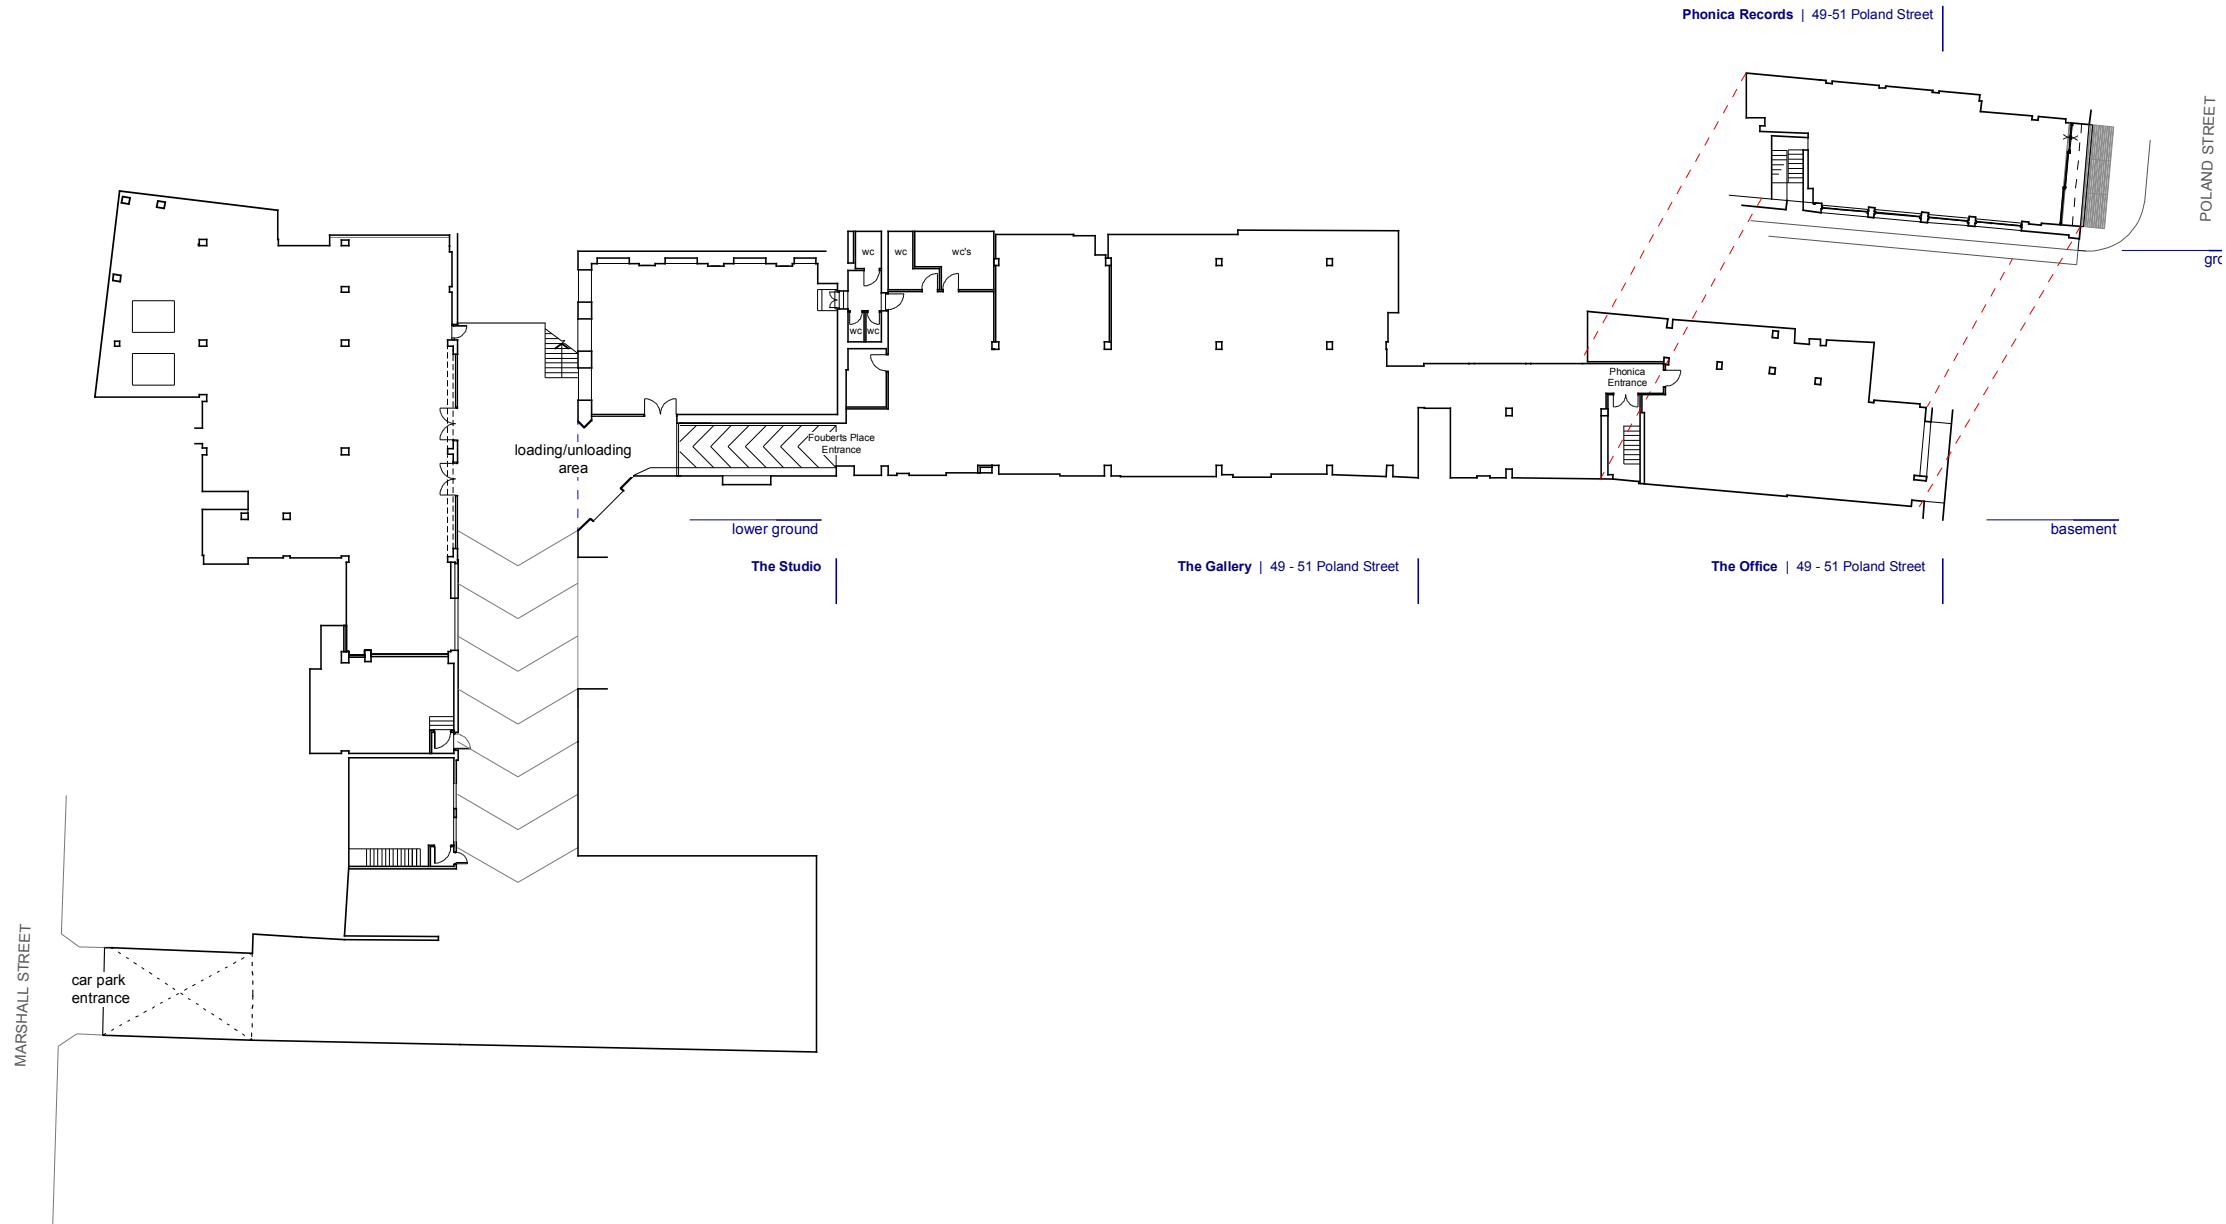 Phonica Records | 49-51 Poland Street
POLAND STREET
wc
wc
wc's
gro
wc
wc
Phonica
Entrance
Fouberts Place
Entrance
loading/unloading
area
lower ground
basement
The Studio
The Gallery | 49 - 51 Poland Street
The Office | 49 - 51 Poland Street
MARSHALL STREET
car park
entrance